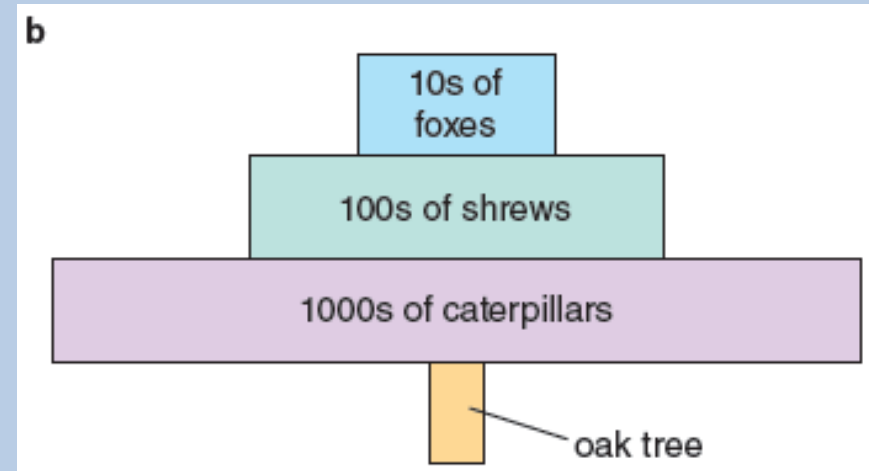 b
10s of
foxes
100s of shrews
1000s of caterpillars
oak tree